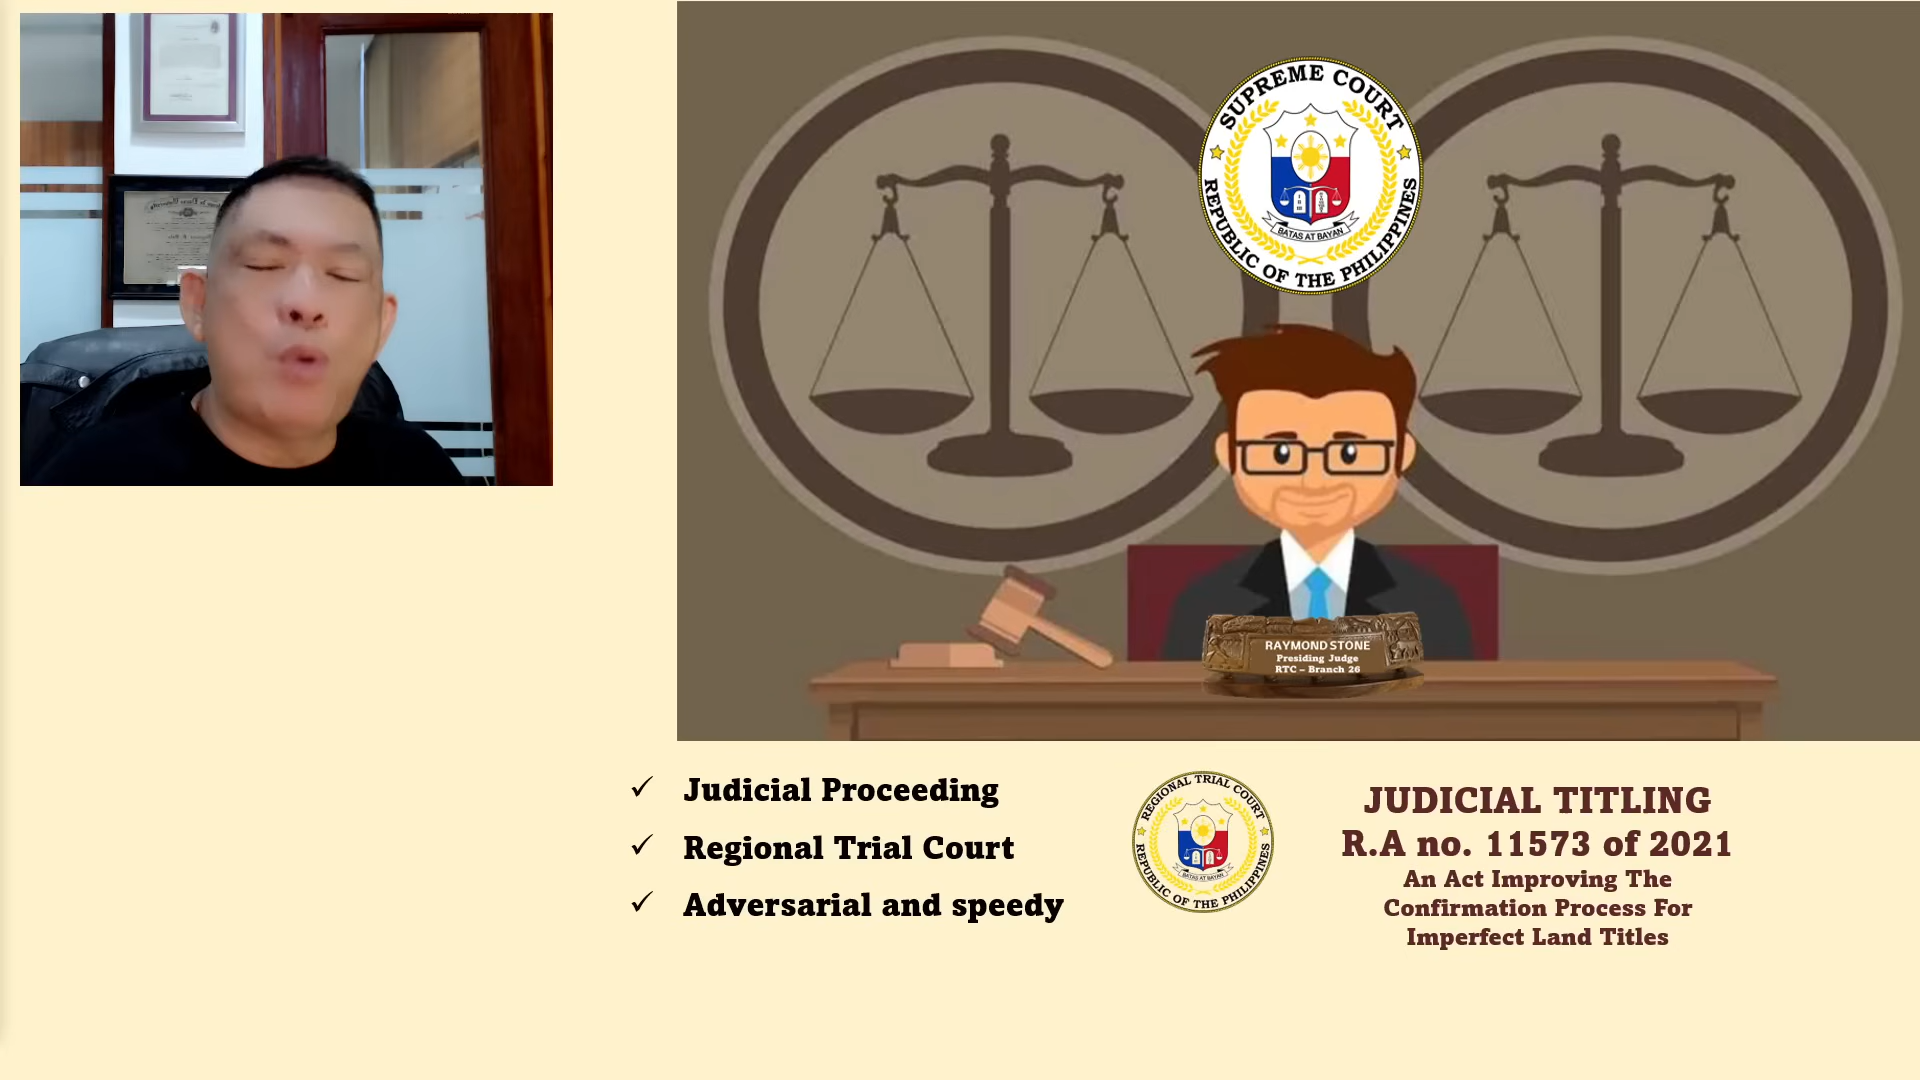 SUPREME COURT
REPUBLIC OF THE PHILIPPINES
BATAS AT BAYAN
RAYMOND STONE
Presiding Judge
RTC – Branch 26
✓ Judicial Proceeding
✓ Regional Trial Court
✓ Adversarial and speedy
REGIONAL TRIAL COURT
REPUBLIC OF THE PHILIPPINES
BATAS AT BAYAN
JUDICIAL TITLING
R.A no. 11573 of 2021
An Act Improving The
Confirmation Process For
Imperfect Land Titles